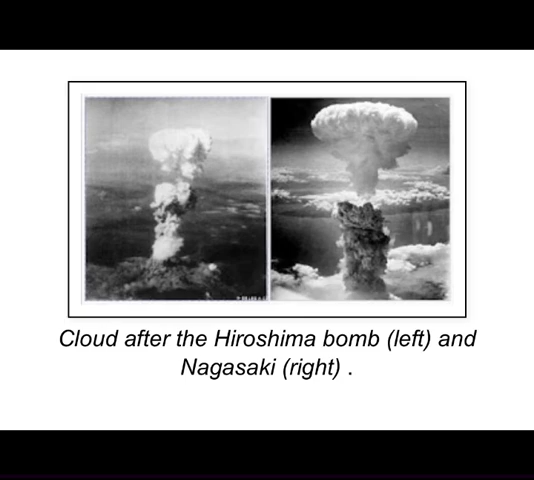 Cloud after the Hiroshima bomb (left) and
Nagasaki (right) .